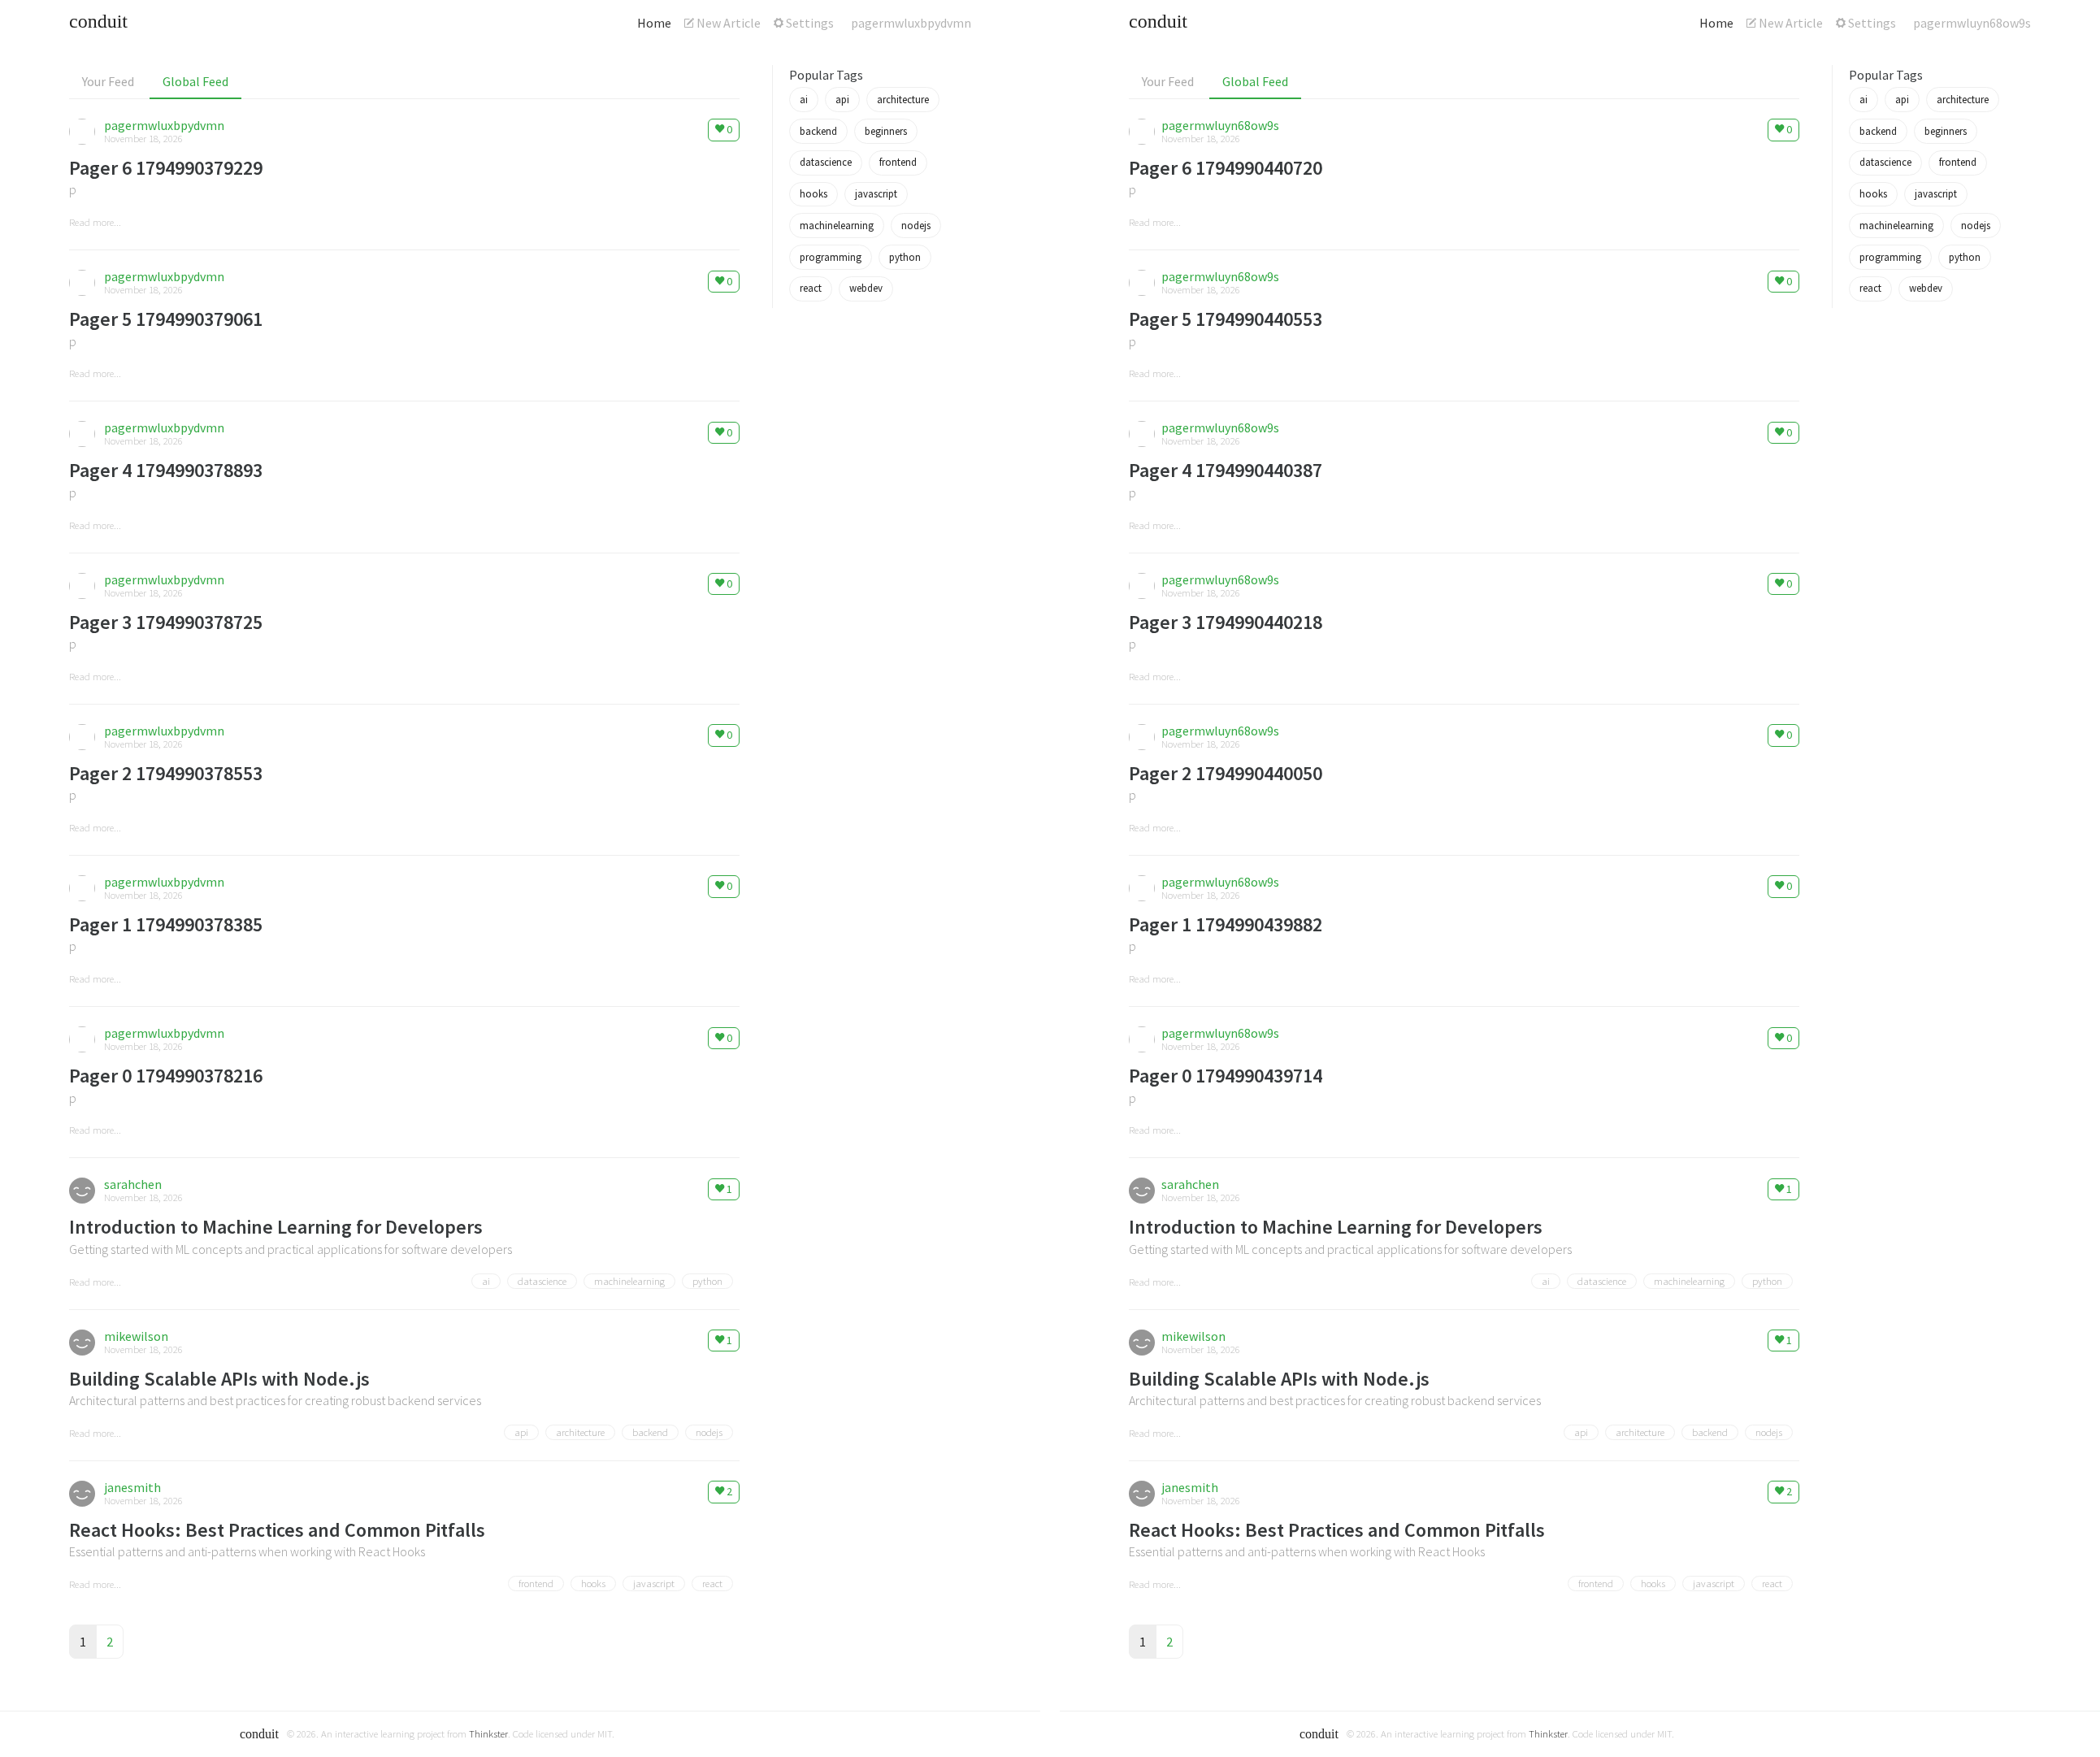 conduit
Home New Article Settings pagermwluxbpydvmn
Your Feed Global Feed
pagermwluxbpydvmn
November 18, 2026
0
Pager 6 1794990379229
p
Read more...
pagermwluxbpydvmn
November 18, 2026
0
Pager 5 1794990379061
p
Read more...
pagermwluxbpydvmn
November 18, 2026
0
Pager 4 1794990378893
p
Read more...
pagermwluxbpydvmn
November 18, 2026
0
Pager 3 1794990378725
p
Read more...
pagermwluxbpydvmn
November 18, 2026
0
Pager 2 1794990378553
p
Read more...
pagermwluxbpydvmn
November 18, 2026
0
Pager 1 1794990378385
p
Read more...
pagermwluxbpydvmn
November 18, 2026
0
Pager 0 1794990378216
p
Read more...
sarahchen
November 18, 2026
1
Introduction to Machine Learning for Developers
Getting started with ML concepts and practical applications for software developers
Read more... ai datascience machinelearning python
mikewilson
November 18, 2026
1
Building Scalable APIs with Node.js
Architectural patterns and best practices for creating robust backend services
Read more... api architecture backend nodejs
janesmith
November 18, 2026
2
React Hooks: Best Practices and Common Pitfalls
Essential patterns and anti-patterns when working with React Hooks
Read more... frontend hooks javascript react
1 2
Popular Tags
ai api architecture
backend beginners
datascience frontend
hooks javascript
machinelearning nodejs
programming python
react webdev
conduit © 2026. An interactive learning project from Thinkster. Code licensed under MIT.
conduit
Home New Article Settings pagermwluyn68ow9s
Your Feed Global Feed
pagermwluyn68ow9s
November 18, 2026
0
Pager 6 1794990440720
p
Read more...
pagermwluyn68ow9s
November 18, 2026
0
Pager 5 1794990440553
p
Read more...
pagermwluyn68ow9s
November 18, 2026
0
Pager 4 1794990440387
p
Read more...
pagermwluyn68ow9s
November 18, 2026
0
Pager 3 1794990440218
p
Read more...
pagermwluyn68ow9s
November 18, 2026
0
Pager 2 1794990440050
p
Read more...
pagermwluyn68ow9s
November 18, 2026
0
Pager 1 1794990439882
p
Read more...
pagermwluyn68ow9s
November 18, 2026
0
Pager 0 1794990439714
p
Read more...
sarahchen
November 18, 2026
1
Introduction to Machine Learning for Developers
Getting started with ML concepts and practical applications for software developers
Read more... ai datascience machinelearning python
mikewilson
November 18, 2026
1
Building Scalable APIs with Node.js
Architectural patterns and best practices for creating robust backend services
Read more... api architecture backend nodejs
janesmith
November 18, 2026
2
React Hooks: Best Practices and Common Pitfalls
Essential patterns and anti-patterns when working with React Hooks
Read more... frontend hooks javascript react
1 2
Popular Tags
ai api architecture
backend beginners
datascience frontend
hooks javascript
machinelearning nodejs
programming python
react webdev
conduit © 2026. An interactive learning project from Thinkster. Code licensed under MIT.